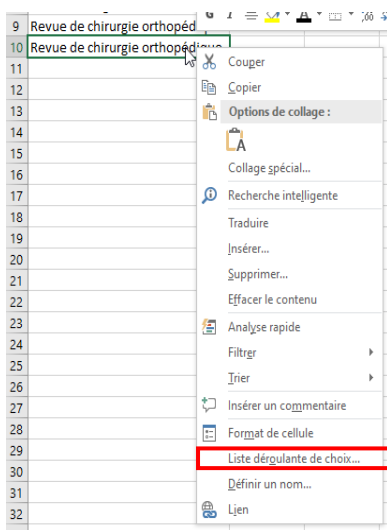 G I
9 Revue de chirurgie orthopéd
10 Revue de chirurgie orthopédique
11 Couper
12 Copier
13 Options de collage :
14
15
16 Collage spécial...
17 Recherche intelligente
18 Traduire
19 Insérer...
20
21 Supprimer...
22 Effacer le contenu
23 Analyse rapide
24 Filtrer
25 Trier
26
27 Insérer un commentaire
28 Format de cellule
29 Liste déroulante de choix...
30
31 Définir un nom...
32 Lien